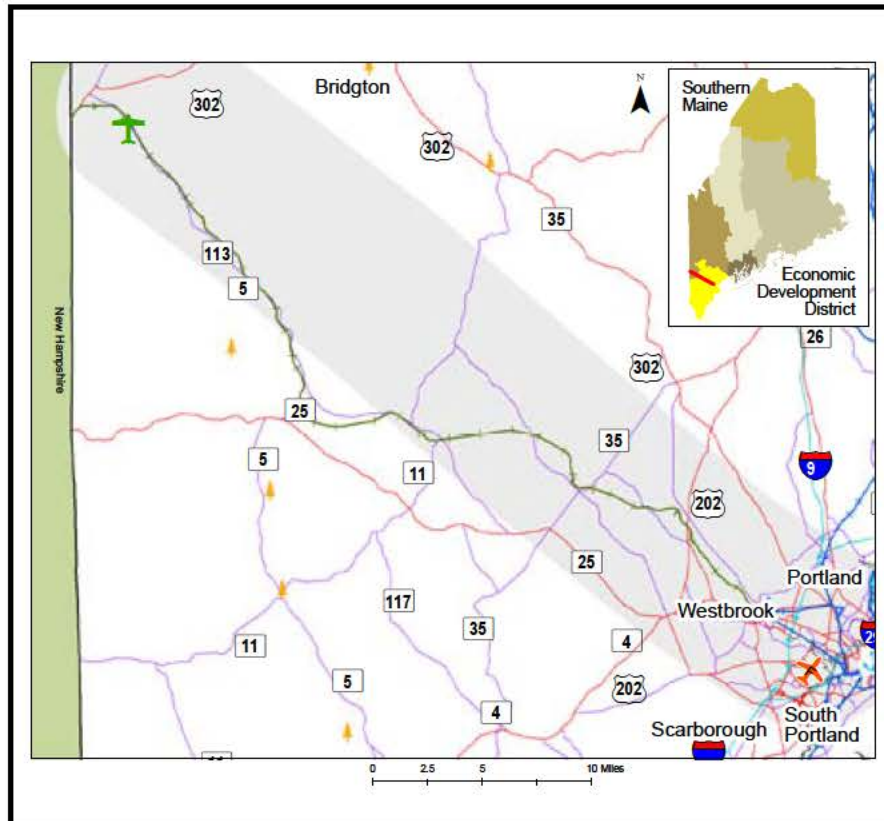 Bridgton
N
Southern
Maine
302
302
35
113
Economic
Development
District
5
New Hampshire
26
302
25
35
5
11
9
202
25
Portland
117
Westbrook
35
4
11
5
202
4
South
Portland
Scarborough
0 2.5 5 10 Miles